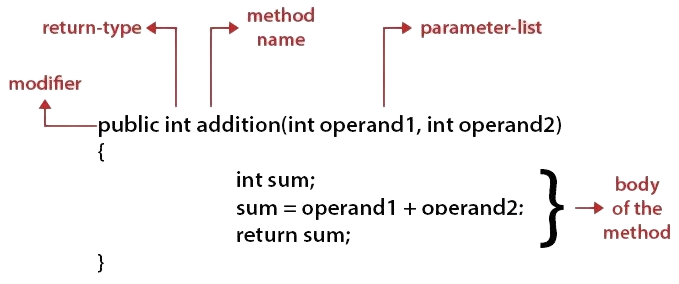 return-type
method
name
parameter-list
modifier
public int addition(int operand1, int operand2)
{
int sum;
sum = operand1 + operand2;
return sum;
}
body
of the
method
}